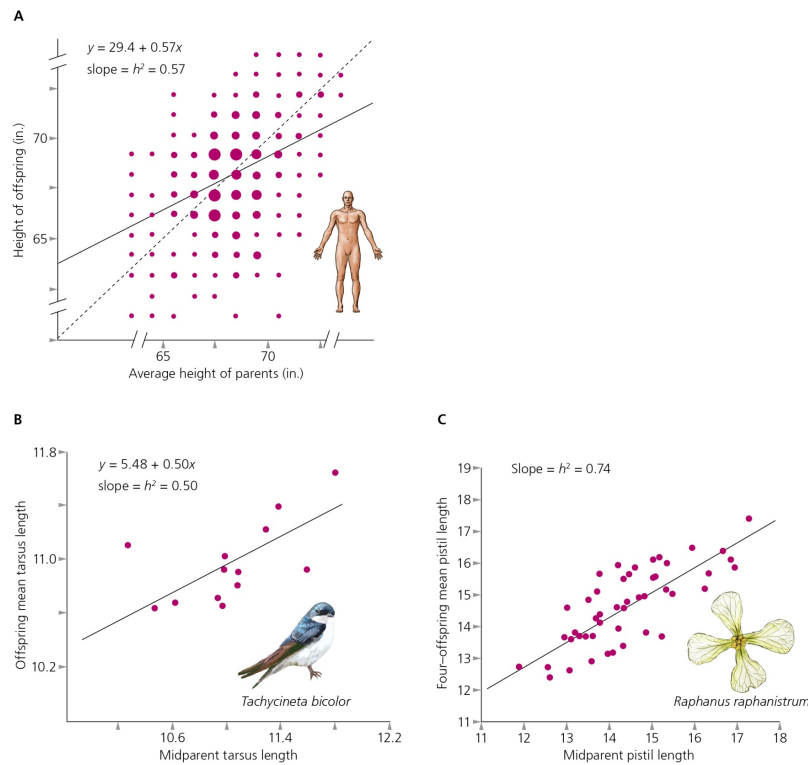 A
y = 29.4 + 0.57x
slope = h² = 0.57
Height of offspring (in.)
70
65
65 70
Average height of parents (in.)
B
y = 5.48 + 0.50x
slope = h² = 0.50
Offspring mean tarsus length
11.8
11.0
10.2
Tachycineta bicolor
10.6 11.4 12.2
Midparent tarsus length
C
Slope = h² = 0.74
Four–offspring mean pistil length
19
18
17
16
15
14
13
12
11
Raphanus raphanistrum
11 12 13 14 15 16 17 18
Midparent pistil length